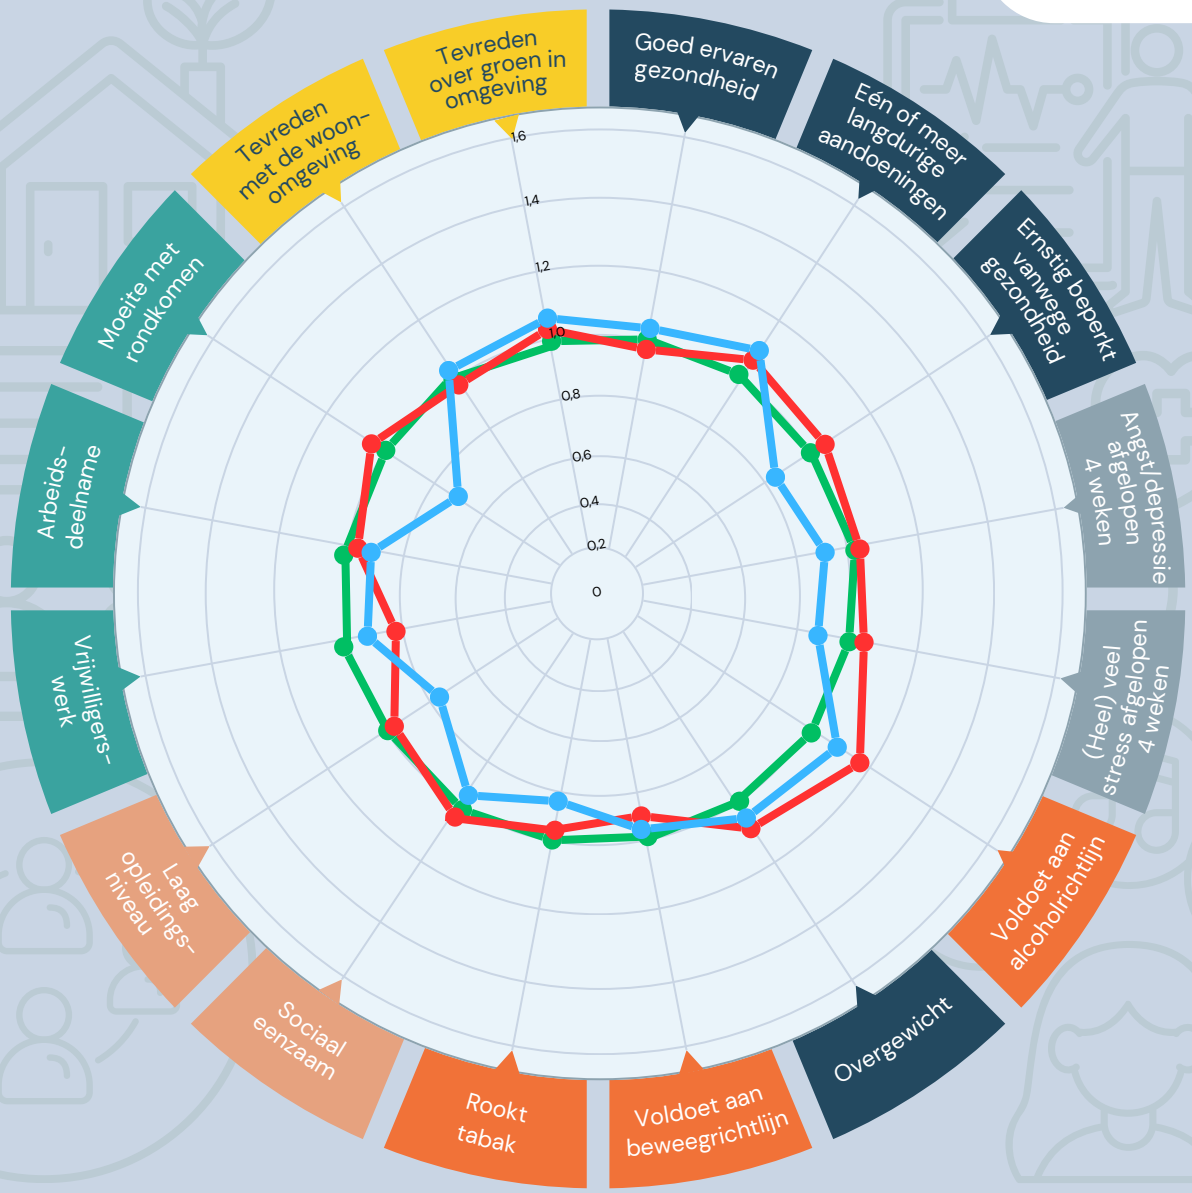 Goed ervaren
gezondheid
Eén of meer
langdurige
aandoeningen
Ernstig beperkt
vanwege
gezondheid
Angst/depressie
afgelopen
4 weken
(Heel) veel
stress afgelopen
4 weken
Voldoet aan
alcoholrichtlijn
Overgewicht
Voldoet aan
beweegrichtlijn
Rookt
tabak
Sociaal
eenzaam
Laag
opleidings-
niveau
Vrijwilligers-
werk
Arbeids-
deelname
Moeite met
rondkomen
Tevreden
met de woon-
omgeving
Tevreden
over groen in
omgeving
1,6
1,4
1,2
1,0
0,8
0,6
0,4
0,2
0